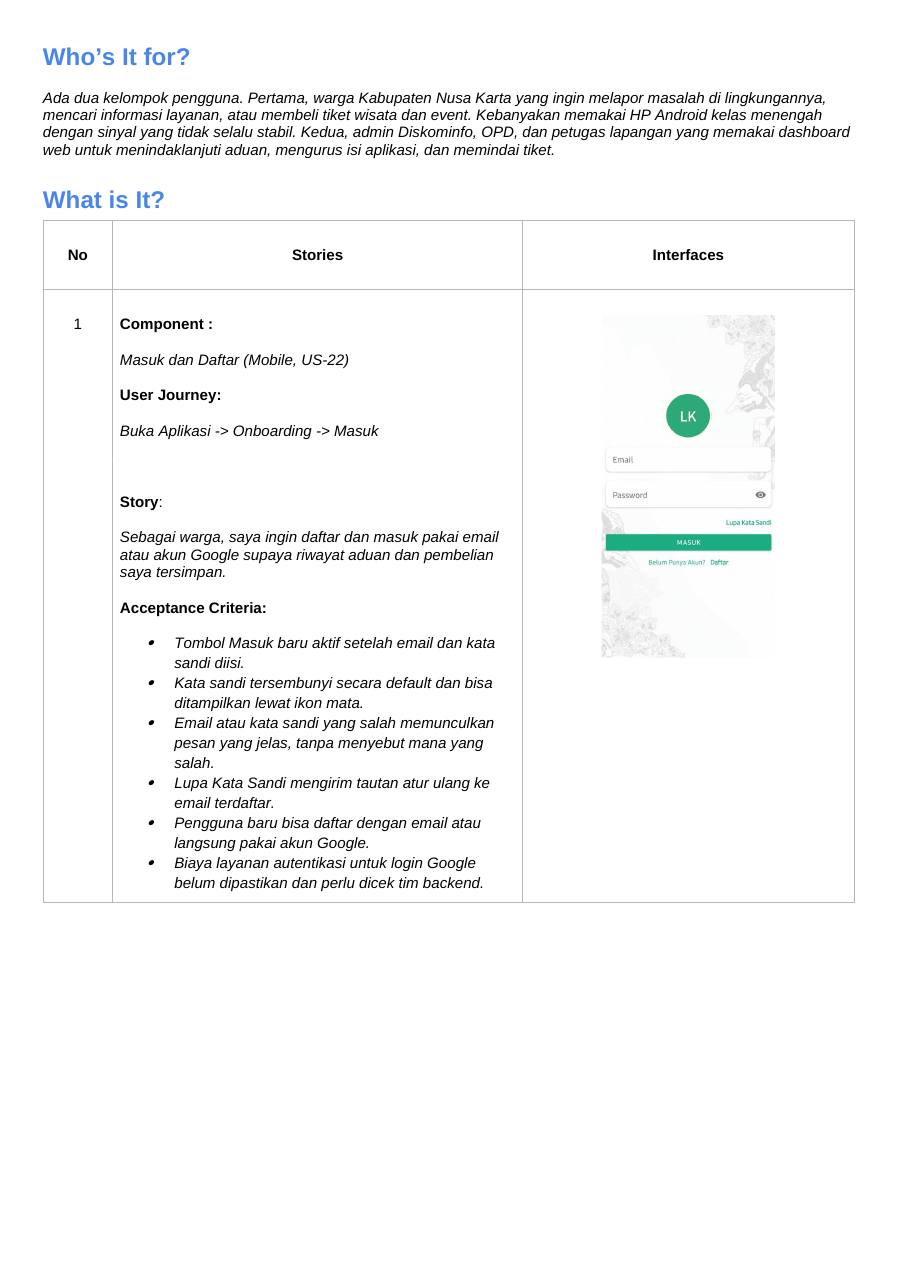 Who’s It for?
Ada dua kelompok pengguna. Pertama, warga Kabupaten Nusa Karta yang ingin melapor masalah di lingkungannya,
mencari informasi layanan, atau membeli tiket wisata dan event. Kebanyakan memakai HP Android kelas menengah
dengan sinyal yang tidak selalu stabil. Kedua, admin Diskominfo, OPD, dan petugas lapangan yang memakai dashboard
web untuk menindaklanjuti aduan, mengurus isi aplikasi, dan memindai tiket.
What is It?
No
Stories
Interfaces
1
Component :
Masuk dan Daftar (Mobile, US-22)
User Journey:
Buka Aplikasi -> Onboarding -> Masuk
Story:
Sebagai warga, saya ingin daftar dan masuk pakai email
atau akun Google supaya riwayat aduan dan pembelian
saya tersimpan.
Acceptance Criteria:
• Tombol Masuk baru aktif setelah email dan kata
sandi diisi.
• Kata sandi tersembunyi secara default dan bisa
ditampilkan lewat ikon mata.
• Email atau kata sandi yang salah memunculkan
pesan yang jelas, tanpa menyebut mana yang
salah.
• Lupa Kata Sandi mengirim tautan atur ulang ke
email terdaftar.
• Pengguna baru bisa daftar dengan email atau
langsung pakai akun Google.
• Biaya layanan autentikasi untuk login Google
belum dipastikan dan perlu dicek tim backend.
LK
Email
Password
Lupa Kata Sandi
MASUK
Belum Punya Akun? Daftar